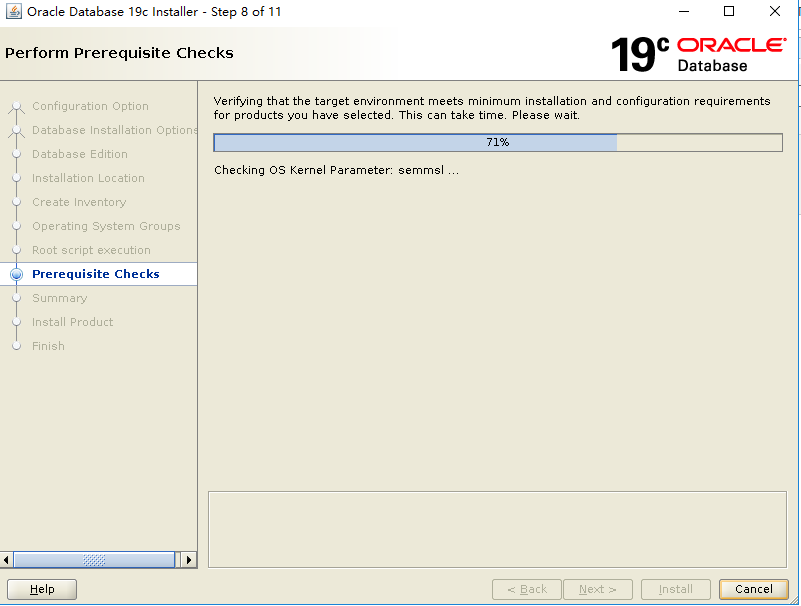 Oracle Database 19c Installer - Step 8 of 11
Perform Prerequisite Checks
19c ORACLE
Database
Configuration Option
Database Installation Options
Database Edition
Installation Location
Create Inventory
Operating System Groups
Root script execution
Prerequisite Checks
Summary
Install Product
Finish
Verifying that the target environment meets minimum installation and configuration requirements
for products you have selected. This can take time. Please wait.
71%
Checking OS Kernel Parameter: semmsl ...
Help
< Back
Next >
Install
Cancel